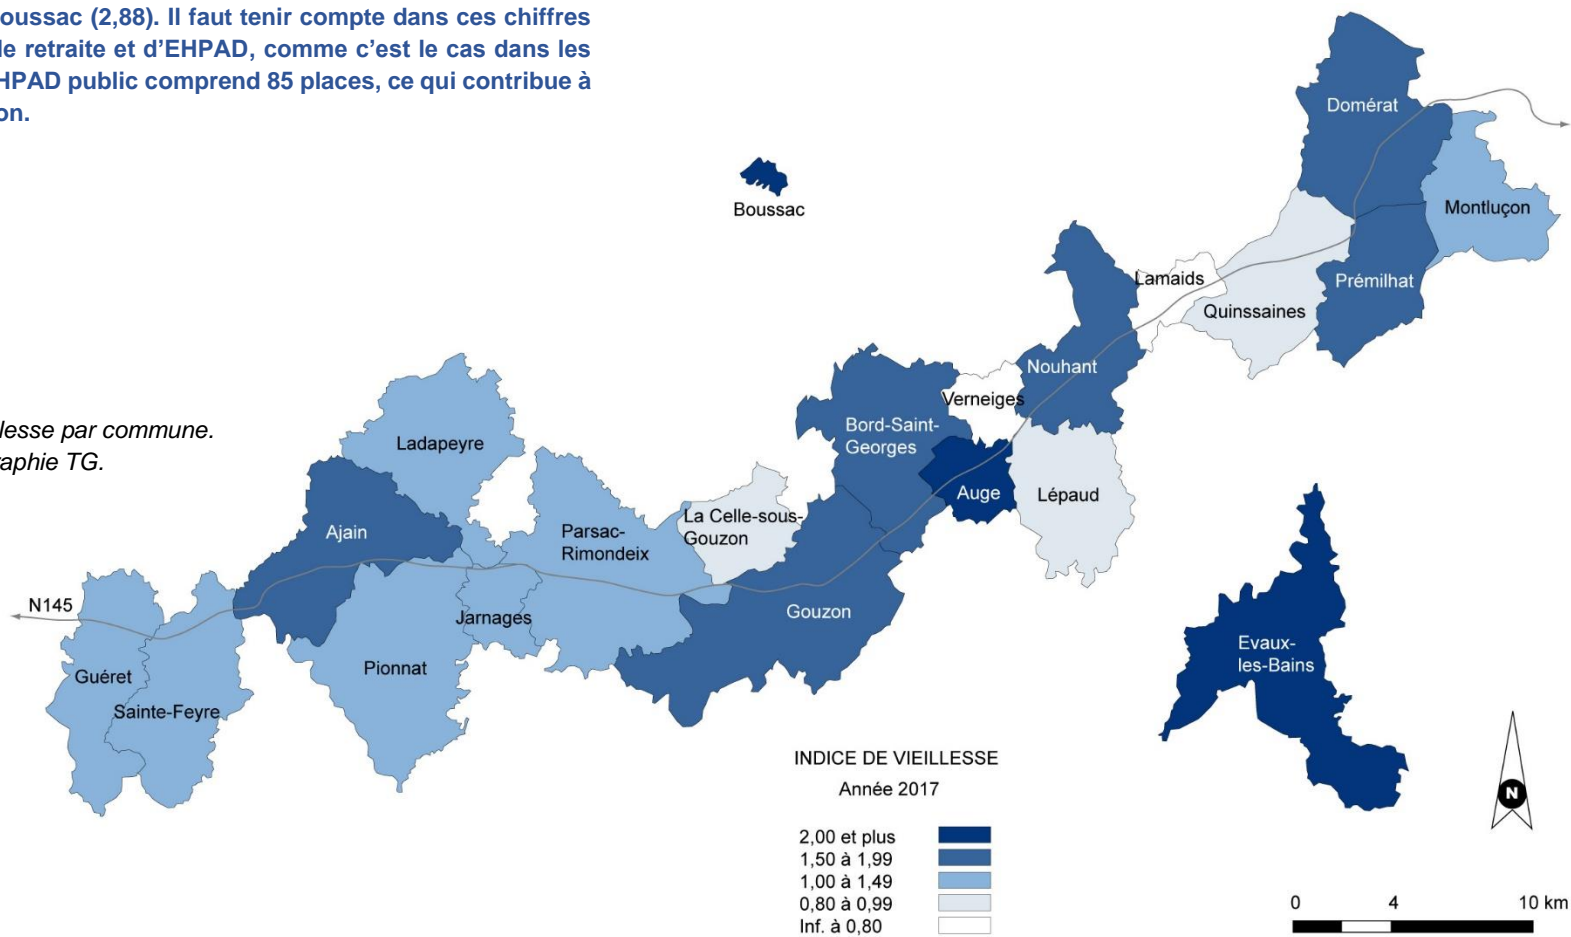 oussac (2,88). Il faut tenir compte dans ces chiffres
le retraite et d’EHPAD, comme c’est le cas dans les
HPAD public comprend 85 places, ce qui contribue à
on.
Domérat
Montluçon
Boussac
Lamaids
Prémilhat
Quinssaines
Nouhant
Verneiges
lesse par commune.
raphie TG.
Ladapeyre
Bord-Saint-
Georges
Auge
Lépaud
Ajain
Parsac-
Rimondeix
La Celle-sous-
Gouzon
N145
Jarnages
Gouzon
Guéret
Pionnat
Sainte-Feyre
Evaux-
les-Bains
INDICE DE VIEILLESSE
Année 2017
2,00 et plus
1,50 à 1,99
1,00 à 1,49
0,80 à 0,99
Inf. à 0,80
N
0 4 10 km